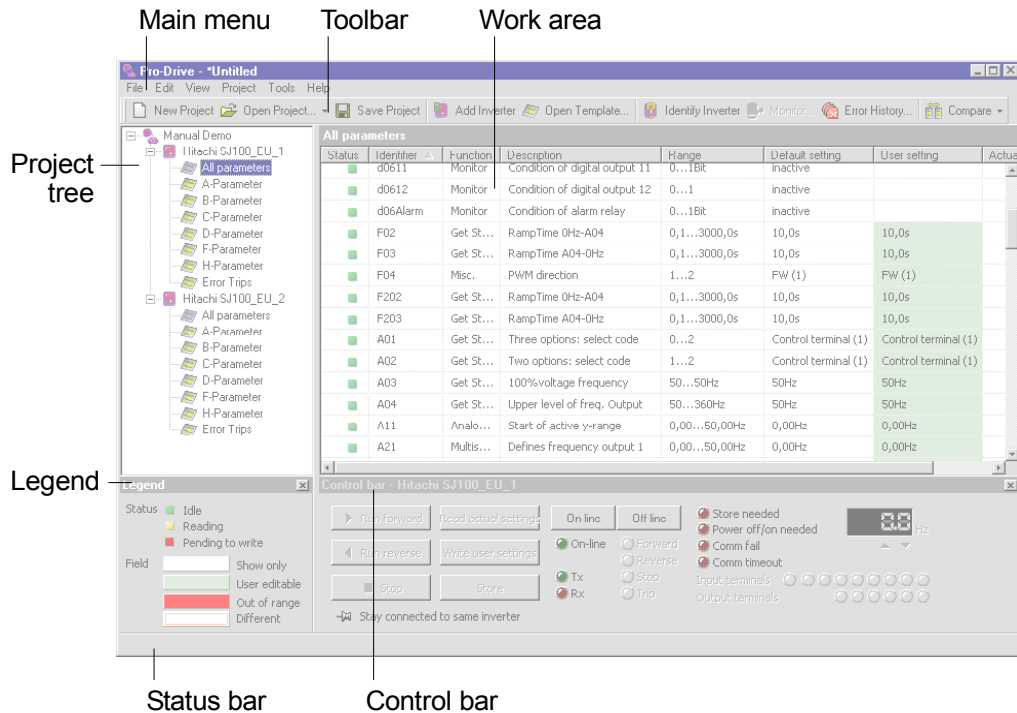 Main menu Toolbar Work area
Pro-Drive - *Untitled
File Edit View Project Tools Help
New Project Open Project... Save Project Add Inverter Open Template... Identify Inverter Monitor... Error History... Compare
Project tree
Manual Demo
Hitachi SJ100_EU_1
All parameters
A-Parameter
B-Parameter
C-Parameter
D-Parameter
F-Parameter
H-Parameter
Error Trips
Hitachi SJ100_EU_2
All parameters
A-Parameter
B-Parameter
C-Parameter
D-Parameter
F-Parameter
H-Parameter
Error Trips
All parameters
Status Identifier Function Description Range Default setting User setting Actua
d0611 Monitor Condition of digital output 11 0...1Bit inactive
d0612 Monitor Condition of digital output 12 0...1 inactive
d06Alarm Monitor Condition of alarm relay 0...1Bit inactive
F02 Get St... RampTime 0Hz-A04 0,1...3000,0s 10,0s 10,0s
F03 Get St... RampTime A04-0Hz 0,1...3000,0s 10,0s 10,0s
F04 Misc. PWM direction 1...2 FW (1) FW (1)
F202 Get St... RampTime 0Hz-A04 0,1...3000,0s 10,0s 10,0s
F203 Get St... RampTime A04-0Hz 0,1...3000,0s 10,0s 10,0s
A01 Get St... Three options: select code 0...2 Control terminal (1) Control terminal (1)
A02 Get St... Two options: select code 1...2 Control terminal (1) Control terminal (1)
A03 Get St... 100%voltage frequency 50...50Hz 50Hz 50Hz
A04 Get St... Upper level of freq. Output 50...360Hz 50Hz 50Hz
A11 Analo... Start of active y-range 0,00...50,00Hz 0,00Hz 0,00Hz
A21 Multis... Defines frequency output 1 0,00...50,00Hz 0,00Hz 0,00Hz
Legend
Legend
Status Idle
Reading
Pending to write
Field Show only
User editable
Out of range
Different
Control bar - Hitachi SJ100_EU_1
Run forward Read actual settings On line Off line
Run reverse Write user settings
Stop Store
Stay connected to same inverter
On-line Forward
Reverse
Tx Stop
Rx Trip
Store needed
Power off/on needed
Comm fail
Comm timeout
0.0 Hz
Input terminals
Output terminals
Status bar Control bar